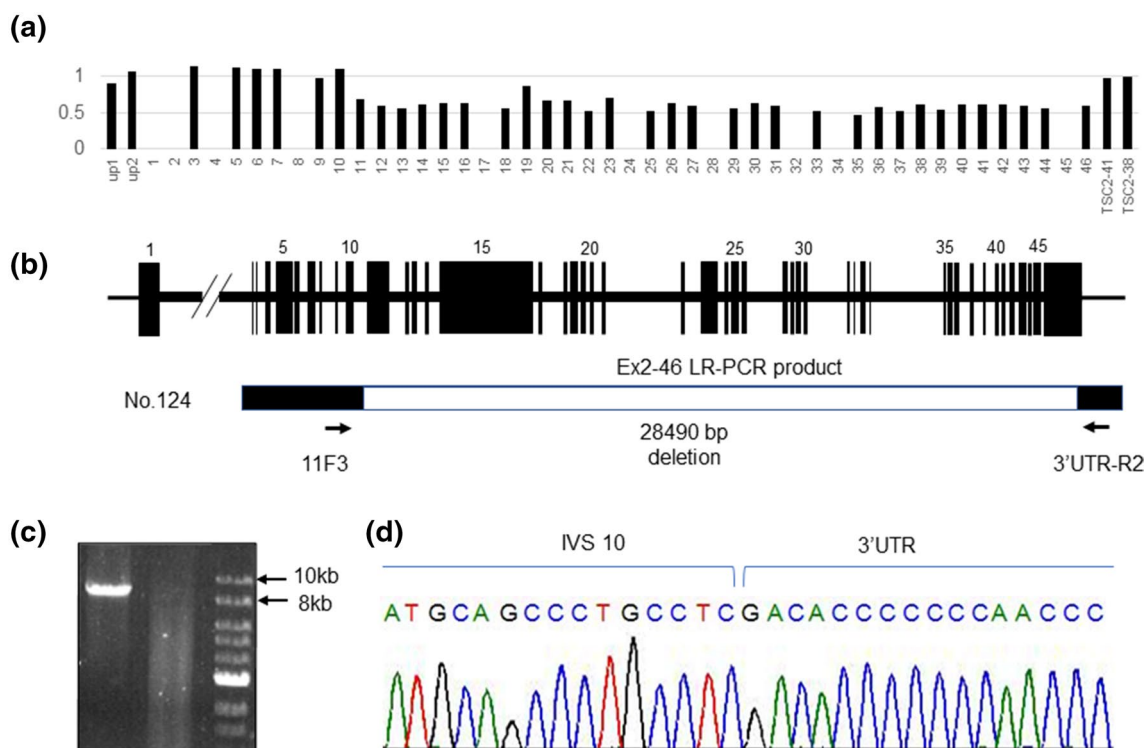 (a)
1
0.5
0
up1 up2 1 2 3 4 5 6 7 8 9 10 11 12 13 14 15 16 17 18 19 20 21 22 23 24 25 26 27 28 29 30 31 32 33 34 35 36 37 38 39 40 41 42 43 44 45 46 TSC2-41 TSC2-38
(b)
1 5 10 15 20 25 30 35 40 45
Ex2-46 LR-PCR product
No.124
28490 bp
deletion
11F3
3'UTR-R2
(c)
10kb
8kb
(d)
IVS 10
3'UTR
ATGCAGCCCTGCCTCGACACCCCCCCAACCC